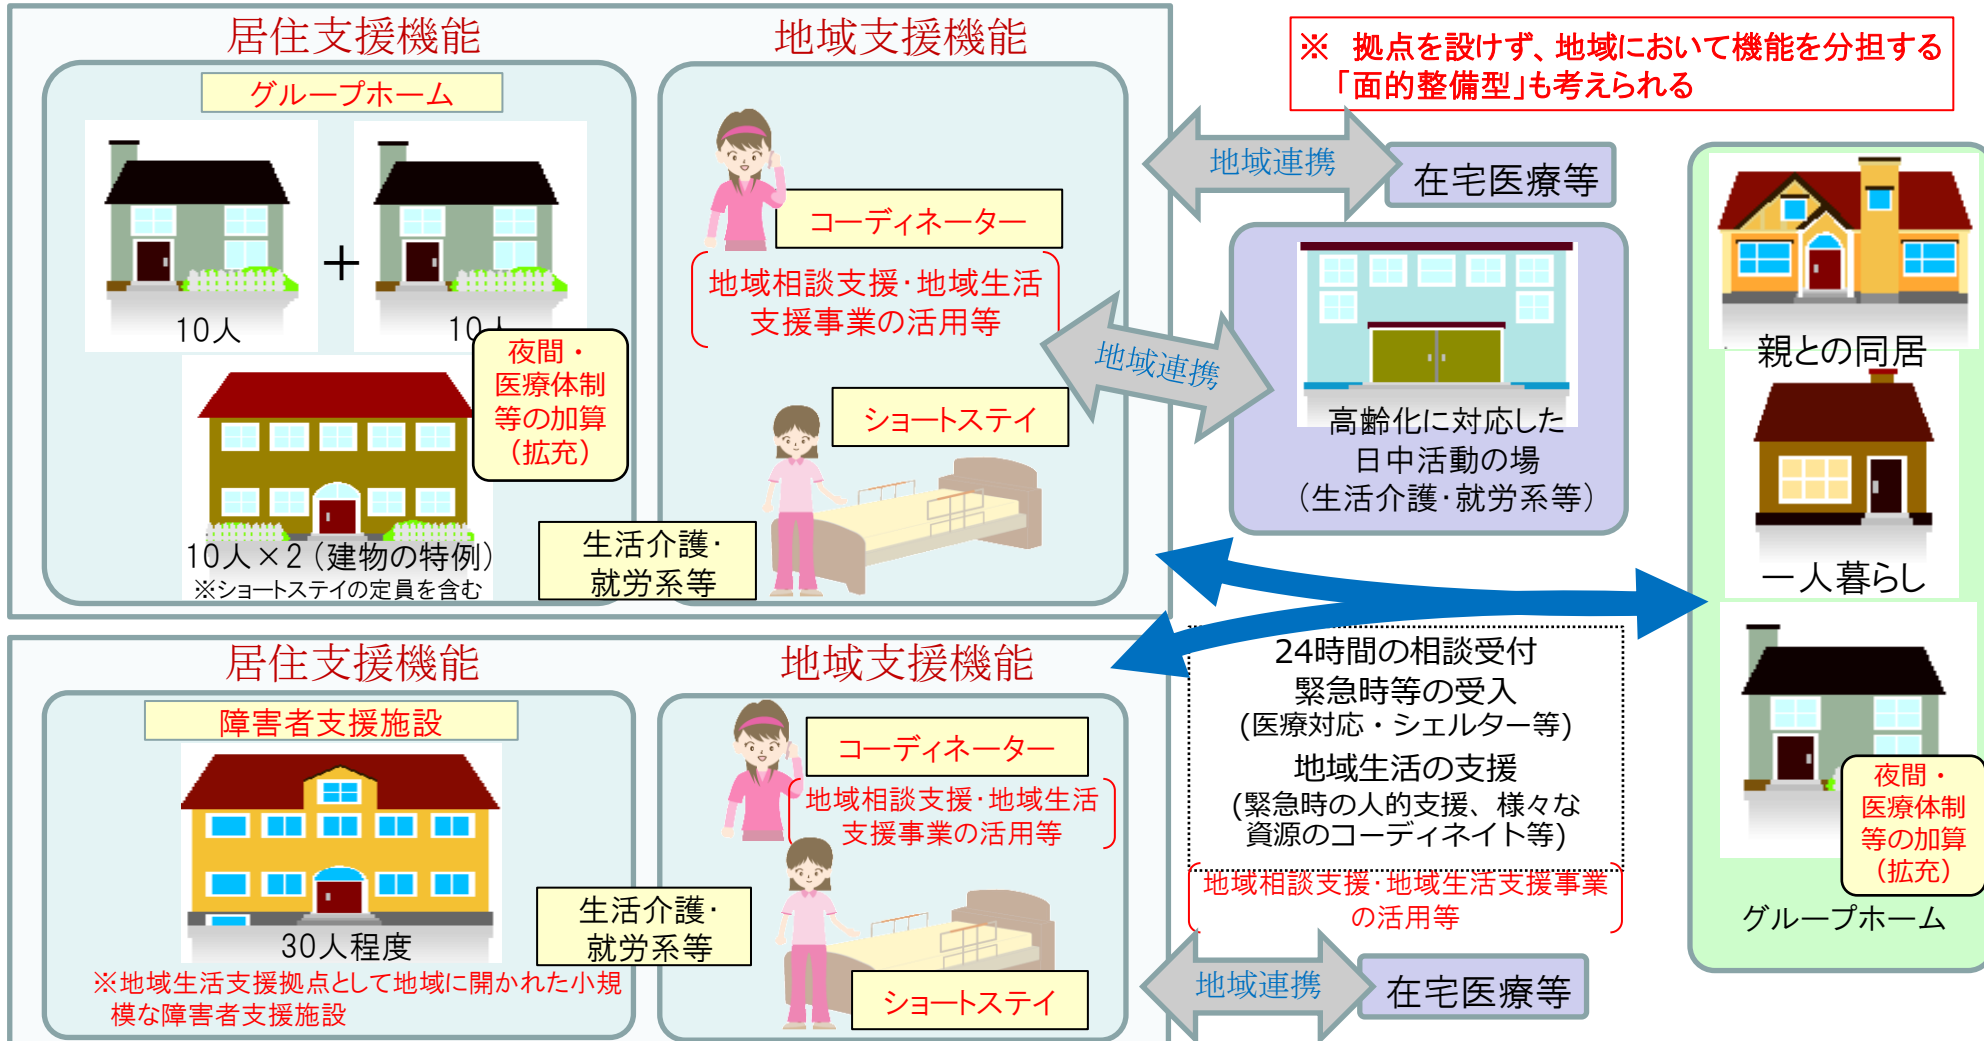 居住支援機能
地域支援機能
※　拠点を設けず、地域において機能を分担する
「面的整備型」も考えられる
グループホーム
10人
＋
10人
10人×2（建物の特例）
※ショートステイの定員を含む
夜間・
医療体制
等の加算
（拡充）
生活介護・
就労系等
コーディネーター
地域相談支援・地域生活
支援事業の活用等
ショートステイ
地域連携
在宅医療等
地域連携
高齢化に対応した
日中活動の場
（生活介護・就労系等）
親との同居
一人暮らし
グループホーム
夜間・
医療体制
等の加算
（拡充）
居住支援機能
地域支援機能
障害者支援施設
30人程度
※地域生活支援拠点として地域に開かれた小規
模な障害者支援施設
生活介護・
就労系等
コーディネーター
地域相談支援・地域生活
支援事業の活用等
ショートステイ
24時間の相談受付
緊急時等の受入
(医療対応・シェルター等)
地域生活の支援
(緊急時の人的支援、様々な
資源のコーディネイト等)
地域相談支援・地域生活支援事業
の活用等
地域連携
在宅医療等